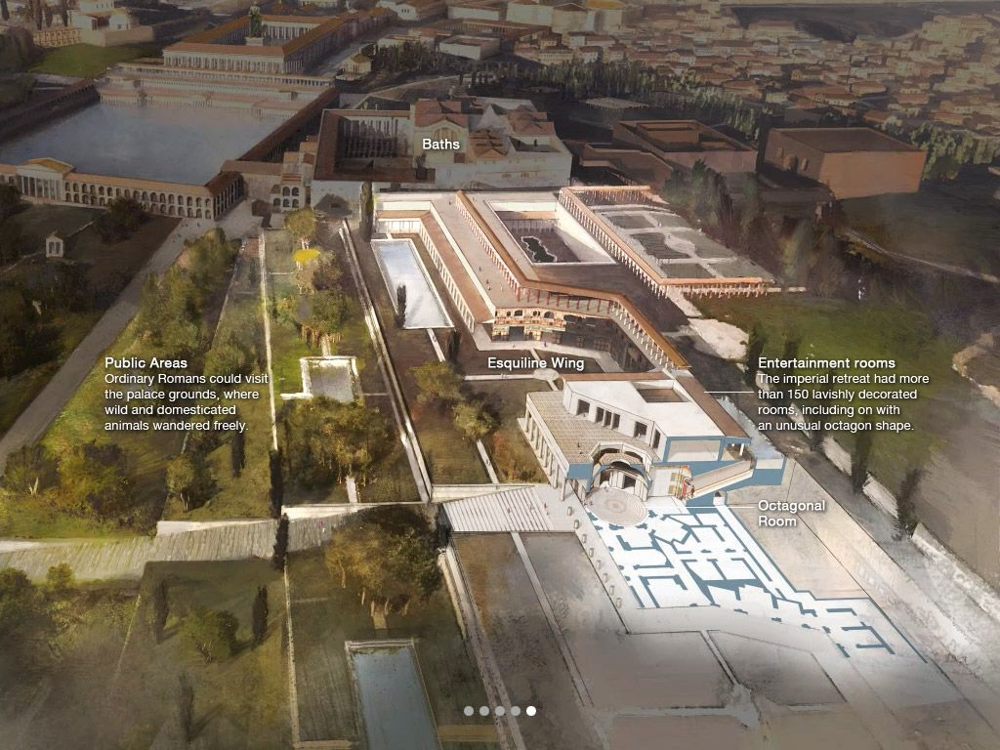 Baths
Public Areas
Ordinary Romans could visit
the palace grounds, where
wild and domesticated
animals wandered freely.
Esquiline Wing
Entertainment rooms
The imperial retreat had more
than 150 lavishly decorated
rooms, including on with
an unusual octagon shape.
Octagonal
Room